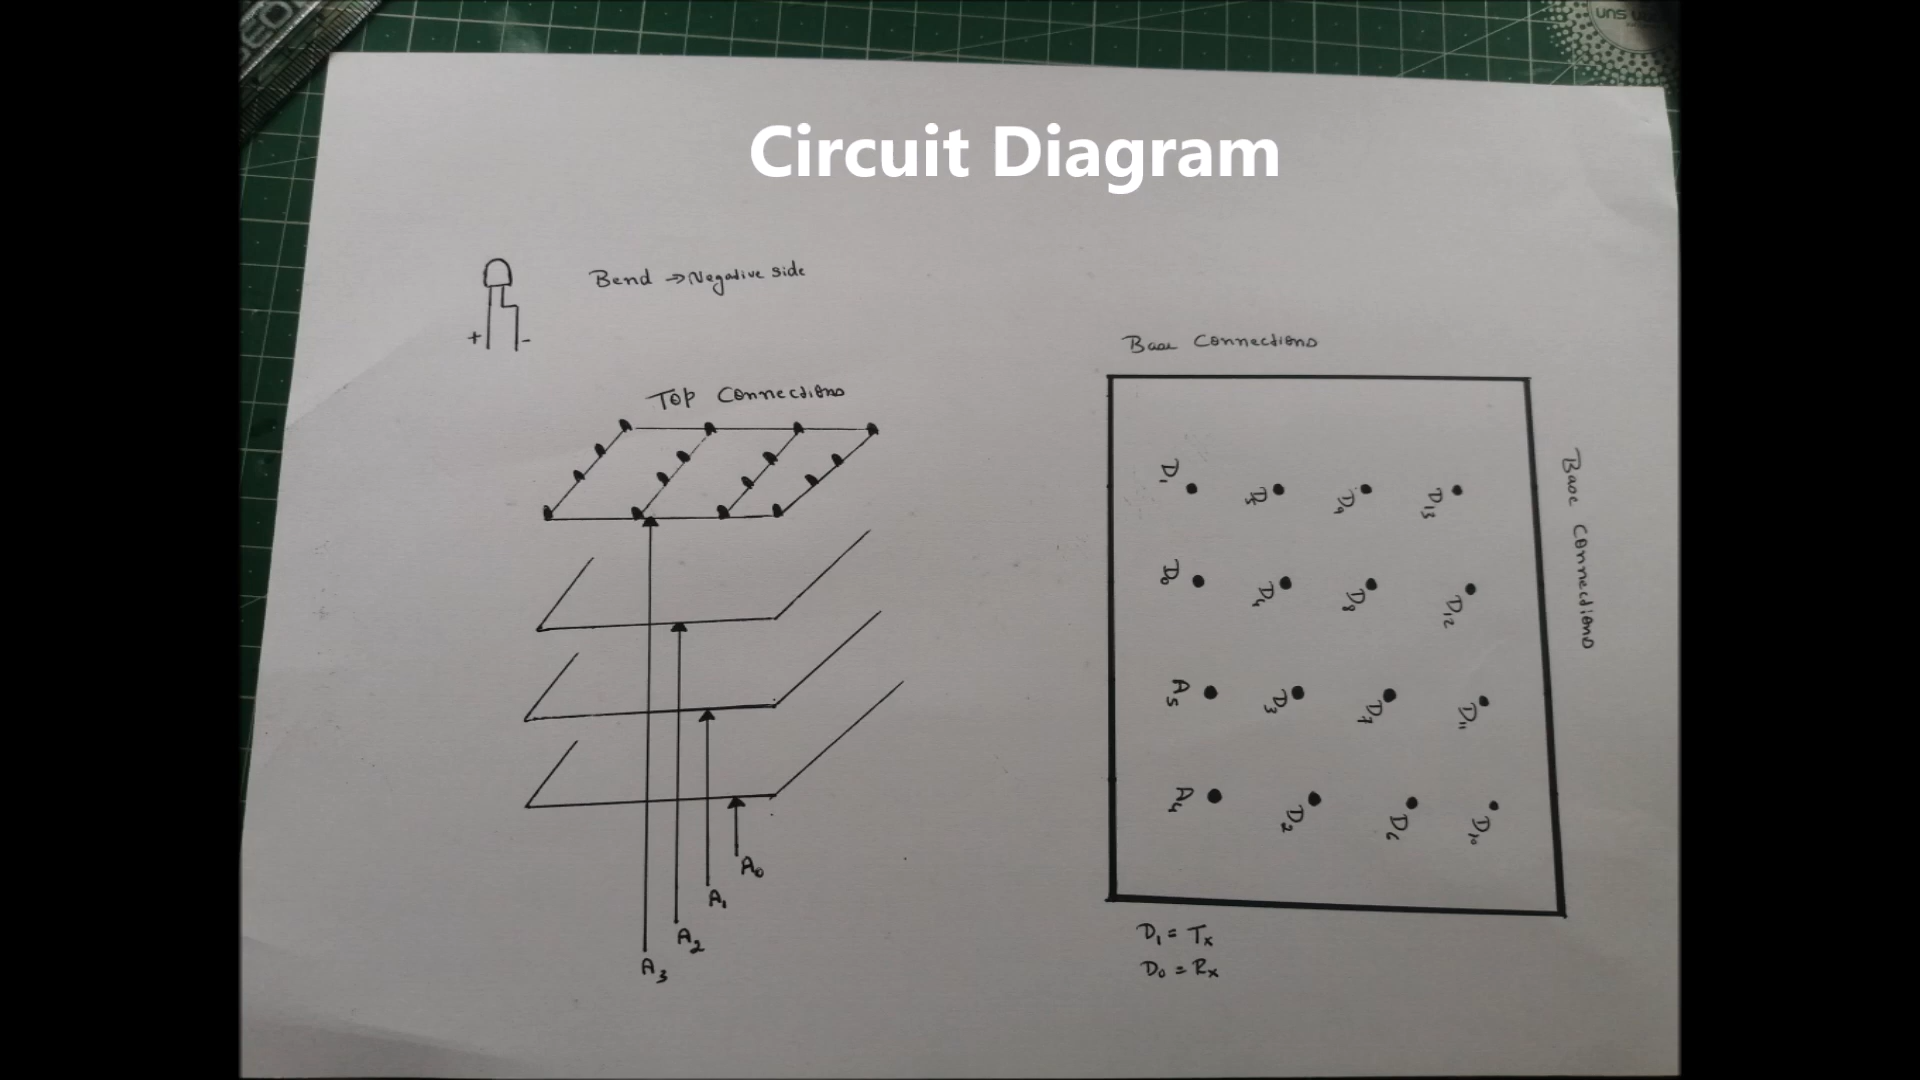 Circuit Diagram
Bend → Negative side
+ -
Top Connections
A0
A1
A2
A3
Base Connections
Base Connections
D1 D5 D9 D13
D0 D4 D8 D12
A5 D3 D7 D11
A4 D2 D6 D10
D1 = Tx
D0 = Rx